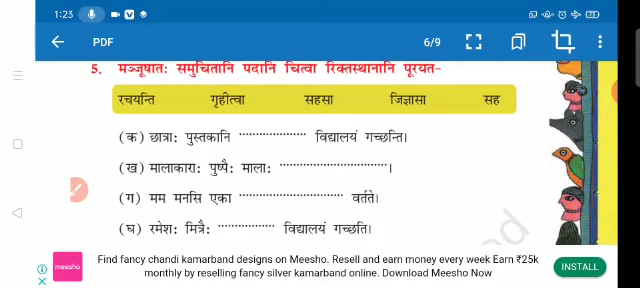 1:23
PDF 6/9
5. मञ्जूषातः समुचितानि पदानि चित्वा रिक्तस्थानानि पूरयत-
रचयन्ति गृहीत्वा सहसा जिज्ञासा सह
(क) छात्राः पुस्तकानि .................... विद्यालयं गच्छन्ति।
(ख) मालाकाराः पुष्पैः मालाः ................................ ।
(ग) मम मनसि एका .............................. वर्तते।
(घ) रमेशः मित्रैः ................. विद्यालयं गच्छति।
meesho
Find fancy chandi kamarband designs on Meesho. Resell and earn money every week Earn ₹25k
monthly by reselling fancy silver kamarband online. Download Meesho Now
INSTALL